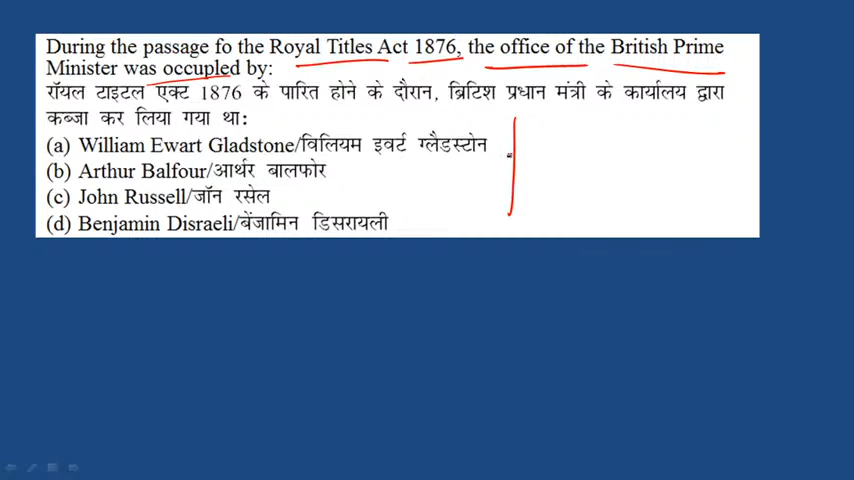 During the passage fo the Royal Titles Act 1876, the office of the British Prime
Minister was occupled by:
रॉयल टाइटल एक्ट 1876 के पारित होने के दौरान, ब्रिटिश प्रधान मंत्री के कार्यालय द्वारा
कब्जा कर लिया गया था:
(a) William Ewart Gladstone/विलियम इवर्ट ग्लैडस्टोन
(b) Arthur Balfour/आर्थर बालफोर
(c) John Russell/जॉन रसेल
(d) Benjamin Disraeli/बेंजामिन डिसरायली